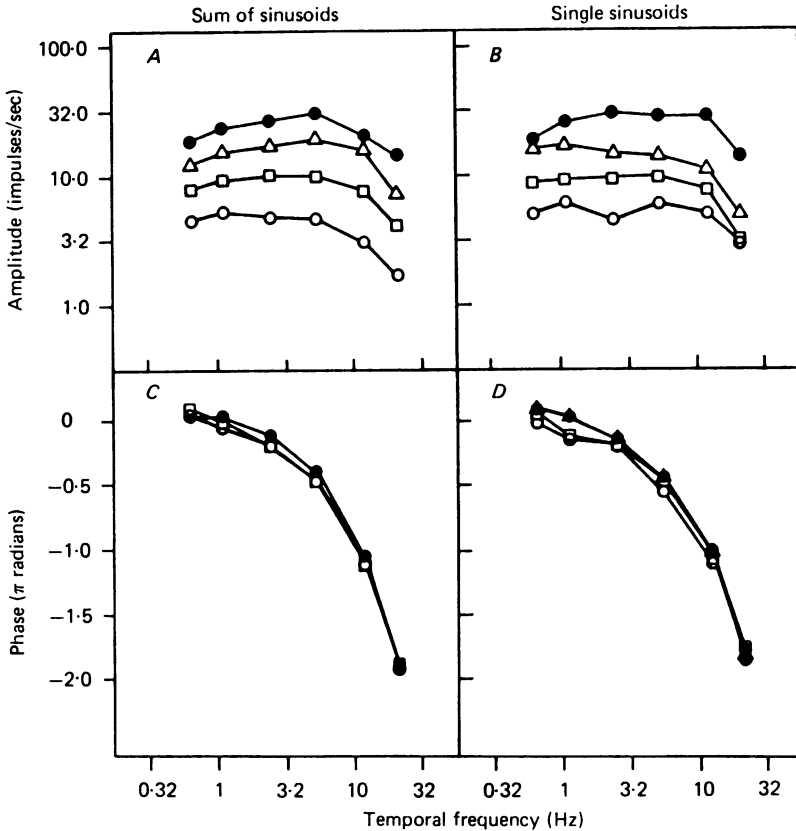 Sum of sinusoids
Single sinusoids
A
B
Amplitude (impulses/sec)
100·0
32·0
10·0
3·2
1·0
C
D
Phase (π radians)
0
−0·5
−1·0
−1·5
−2·0
0·32 1 3·2 10 32
0·32 1 3·2 10 32
Temporal frequency (Hz)